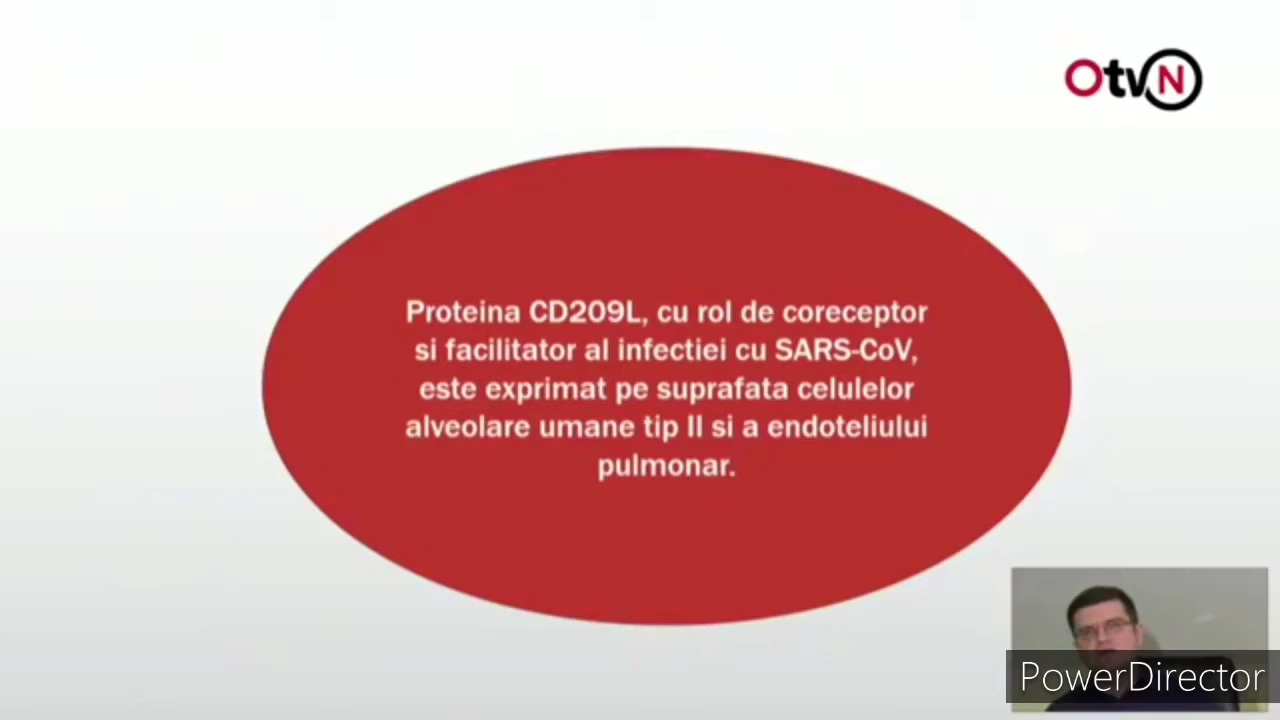 OtvN
Proteina CD209L, cu rol de coreceptor
si facilitator al infectiei cu SARS-CoV,
este exprimat pe suprafata celulelor
alveolare umane tip II si a endoteliului
pulmonar.
PowerDirector